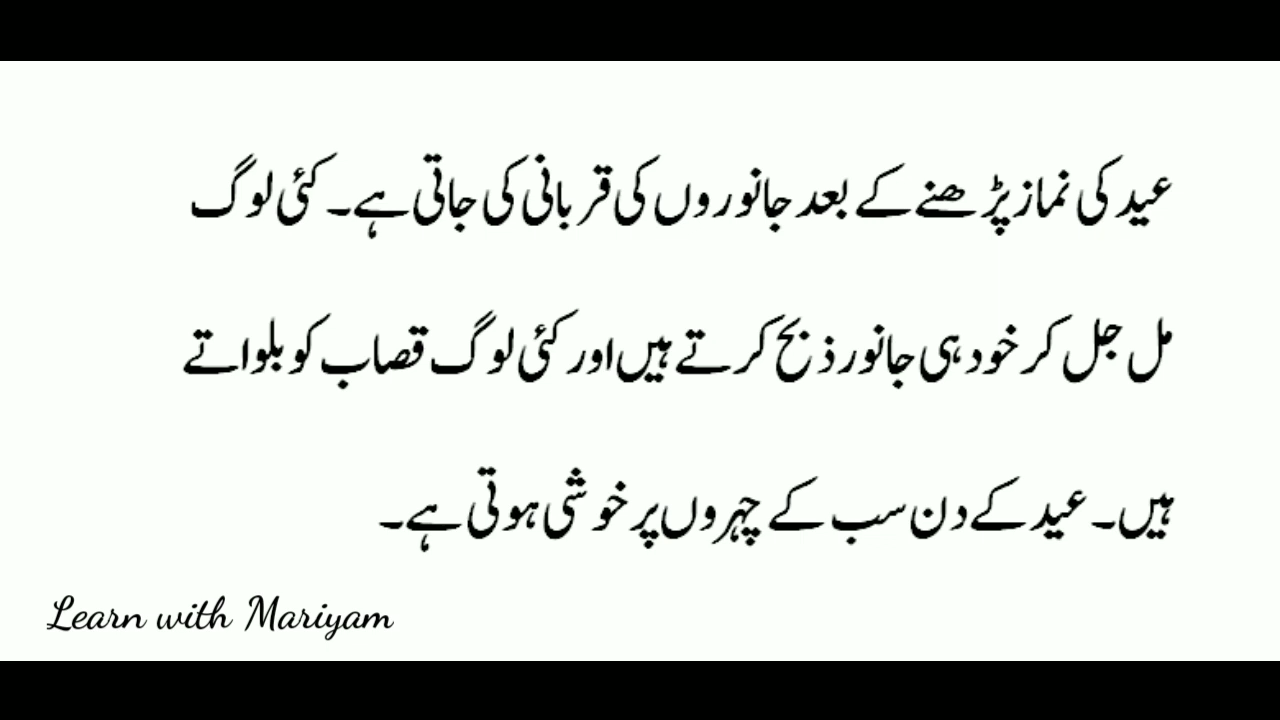 عید کی نماز پڑھنے کے بعد جانوروں کی قربانی کی جاتی ہے۔ کئی لوگ
مل جل کر خود ہی جانور ذبح کرتے ہیں اور کئی لوگ قصاب کو بلواتے
ہیں۔ عید کے دن سب کے چہروں پر خوشی ہوتی ہے۔
Learn with Mariyam